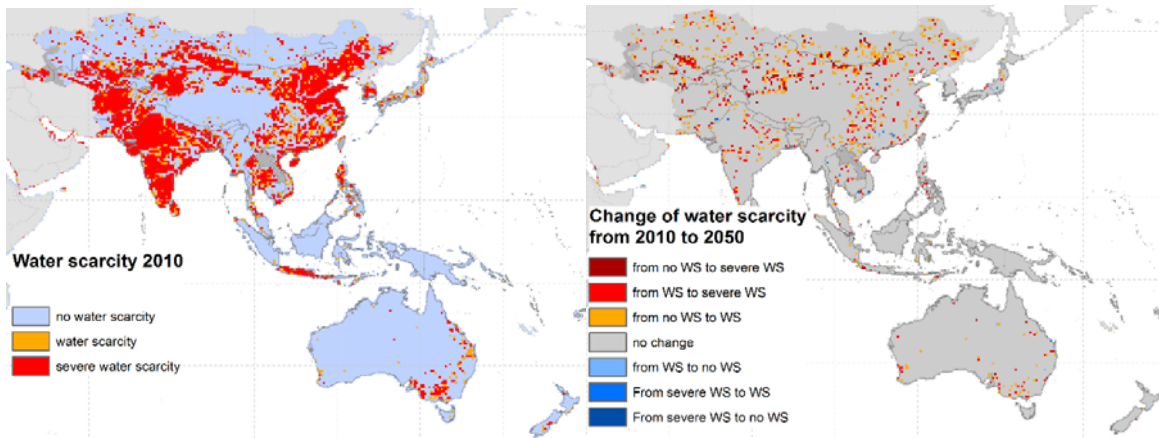 Water scarcity 2010
no water scarcity
water scarcity
severe water scarcity
Change of water scarcity
from 2010 to 2050
from no WS to severe WS
from WS to severe WS
from no WS to WS
no change
from WS to no WS
From severe WS to WS
From severe WS to no WS